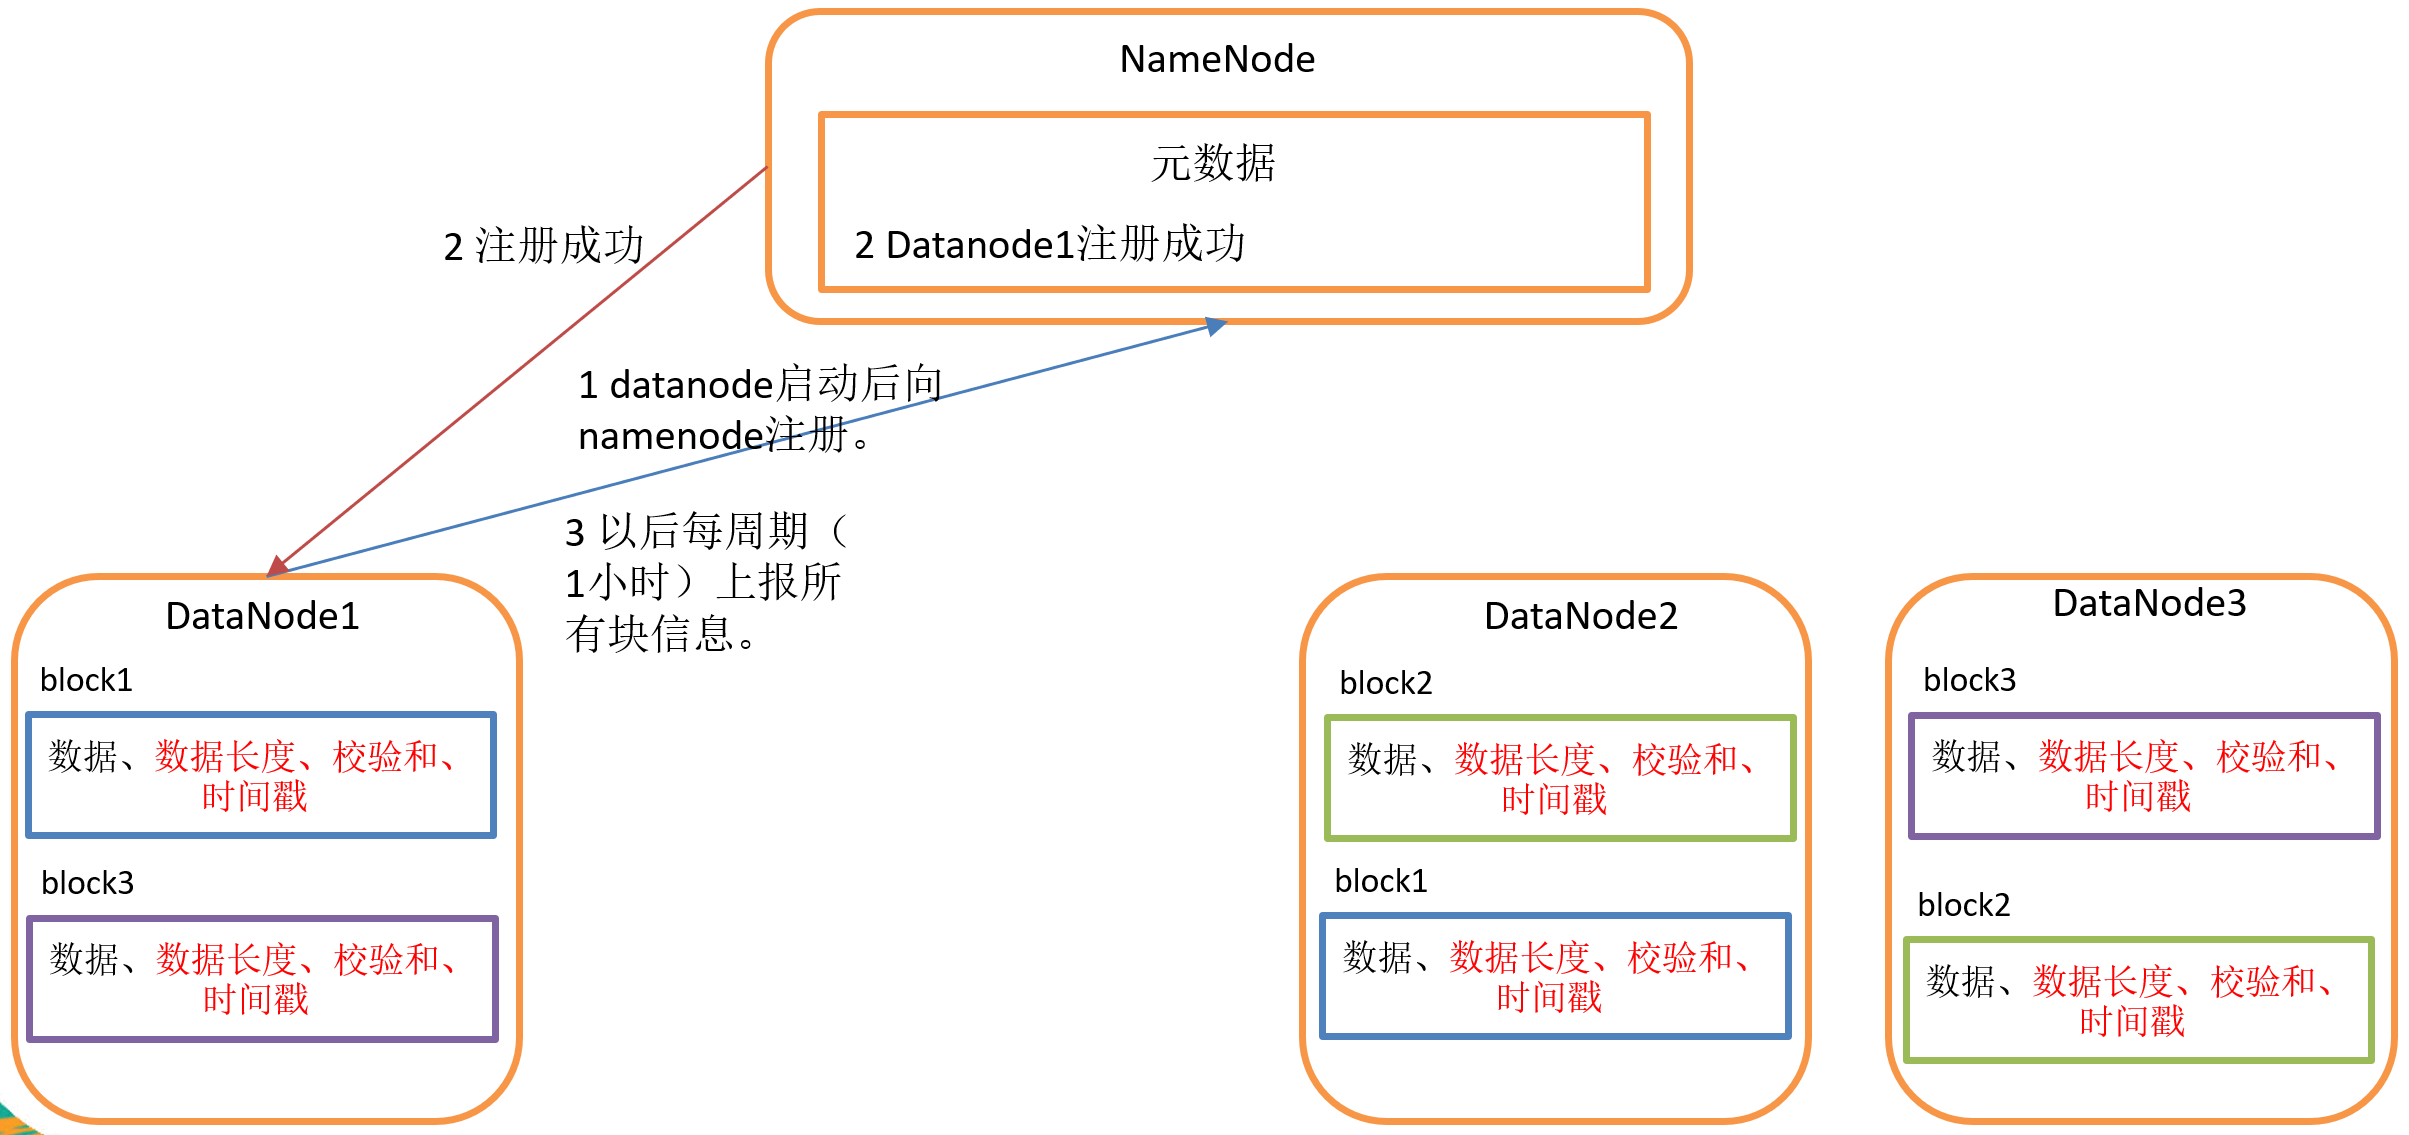 NameNode
元数据
2 Datanode1注册成功
2 注册成功
1 datanode启动后向
namenode注册。
3 以后每周期（
1小时）上报所
有块信息。
DataNode1
block1
数据、数据长度、校验和、
时间戳
block3
数据、数据长度、校验和、
时间戳
DataNode2
block2
数据、数据长度、校验和、
时间戳
block1
数据、数据长度、校验和、
时间戳
DataNode3
block3
数据、数据长度、校验和、
时间戳
block2
数据、数据长度、校验和、
时间戳